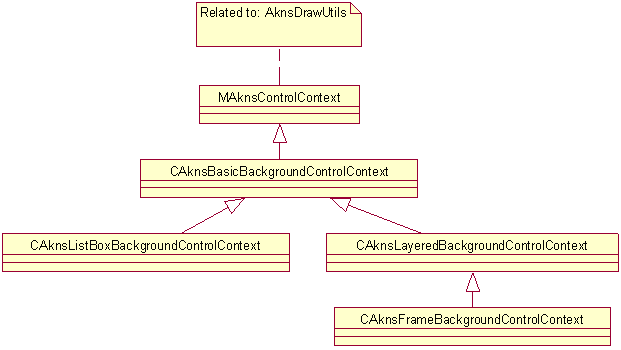 Related to: AknsDrawUtils
MAknsControlContext
CAknsBasicBackgroundControlContext
CAknsListBoxBackgroundControlContext
CAknsLayeredBackgroundControlContext
CAknsFrameBackgroundControlContext